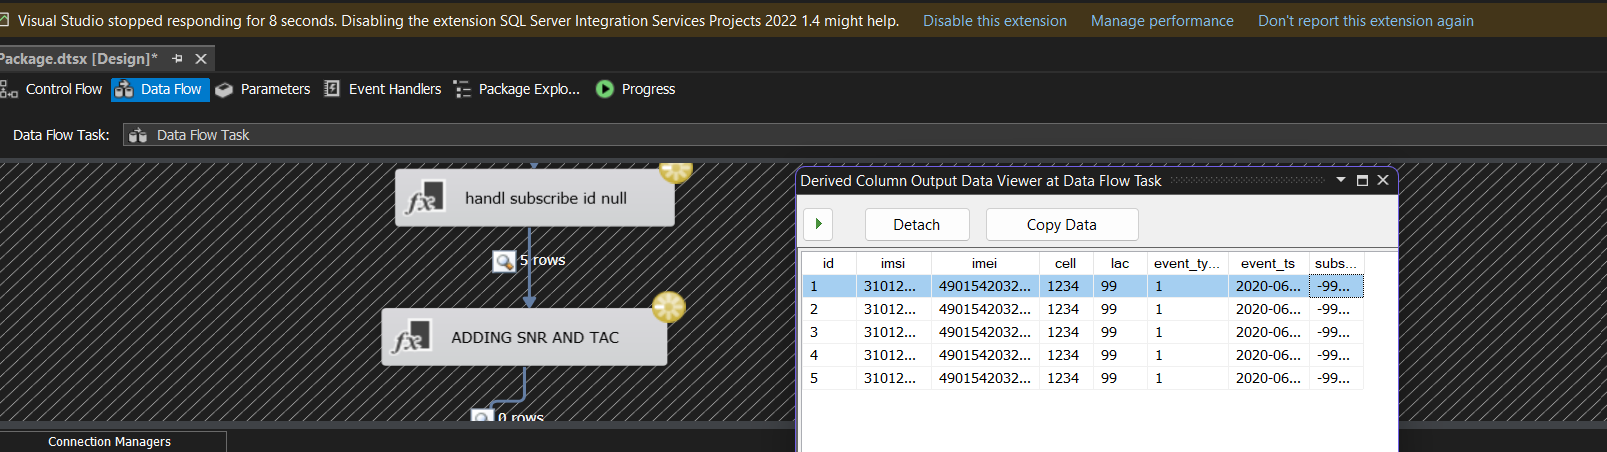 Visual Studio stopped responding for 8 seconds. Disabling the extension SQL Server Integration Services Projects 2022 1.4 might help. Disable this extension Manage performance Don't report this extension again
Package.dtsx [Design]*
Control Flow Data Flow Parameters Event Handlers Package Explo... Progress
Data Flow Task: Data Flow Task
handl subscribe id null
5 rows
ADDING SNR AND TAC
0 rows
Connection Managers
Derived Column Output Data Viewer at Data Flow Task
Detach Copy Data
id imsi imei cell lac event_ty... event_ts subs...
1 31012... 4901542032... 1234 99 1 2020-06... -99...
2 31012... 4901542032... 1234 99 1 2020-06... -99...
3 31012... 4901542032... 1234 99 1 2020-06... -99...
4 31012... 4901542032... 1234 99 1 2020-06... -99...
5 31012... 4901542032... 1234 99 1 2020-06... -99...